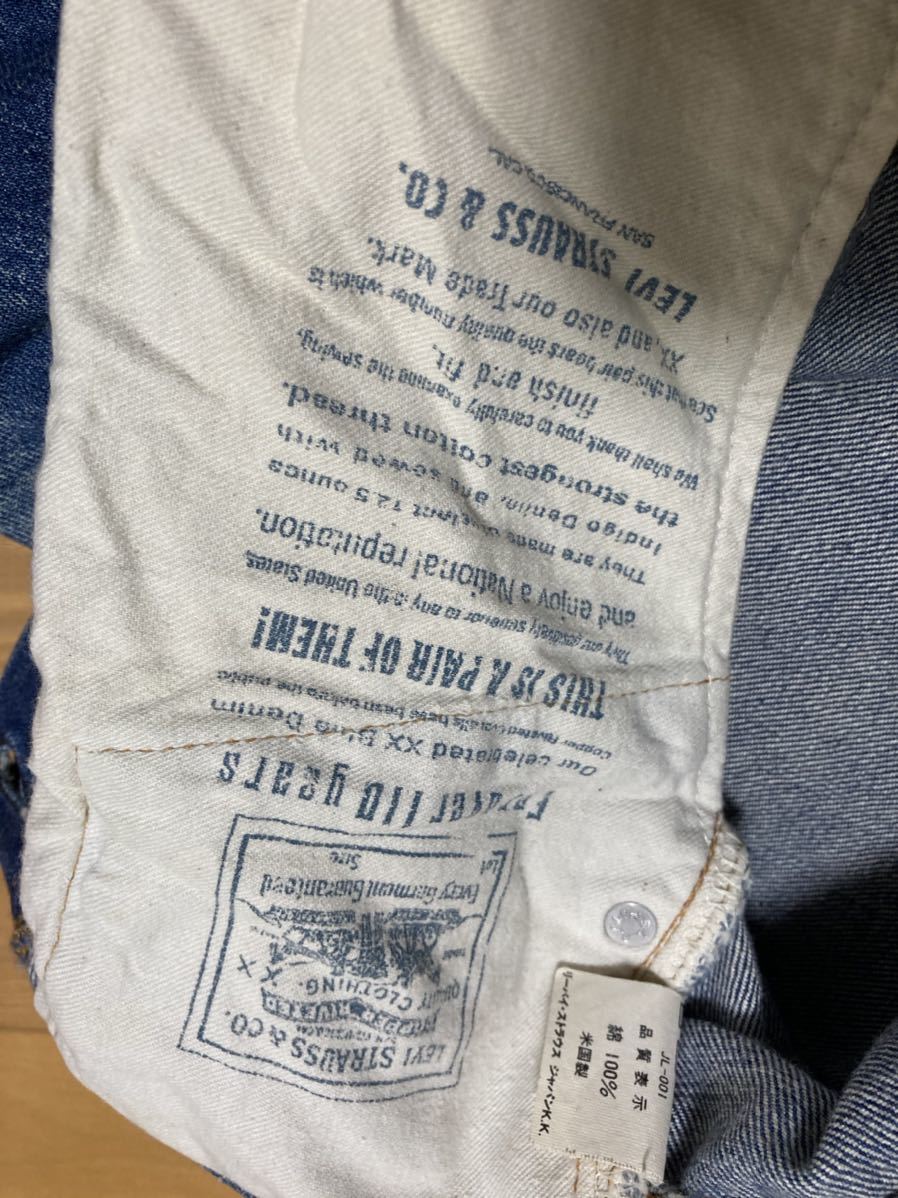 LEVI STRAUSS & CO.
QUALITY CLOTHING.
X X
Every Garment Guaranteed
Lot
Size
For over 110 years
Our celebrated XX Blue Denim
Copper Riveted Overalls have been before the public
THIS IS A PAIR OF THEM!
They are positively superior to any in the United States
and enjoy a National reputation.
They are made of select 12.5 ounce
Indigo Denim, and sewed with
the strongest cotton thread.
We shall thank you to carefully examine the sewing,
finish and fit.
See that this pair bears the quality number which is
XX, and also our Trade Mark.
LEVI STRAUSS & CO.
SAN FRANCISCO, CAL.
JL-001
品質表示
綿 100%
米国製
リーバイ・ストラウス ジャパンK.K.